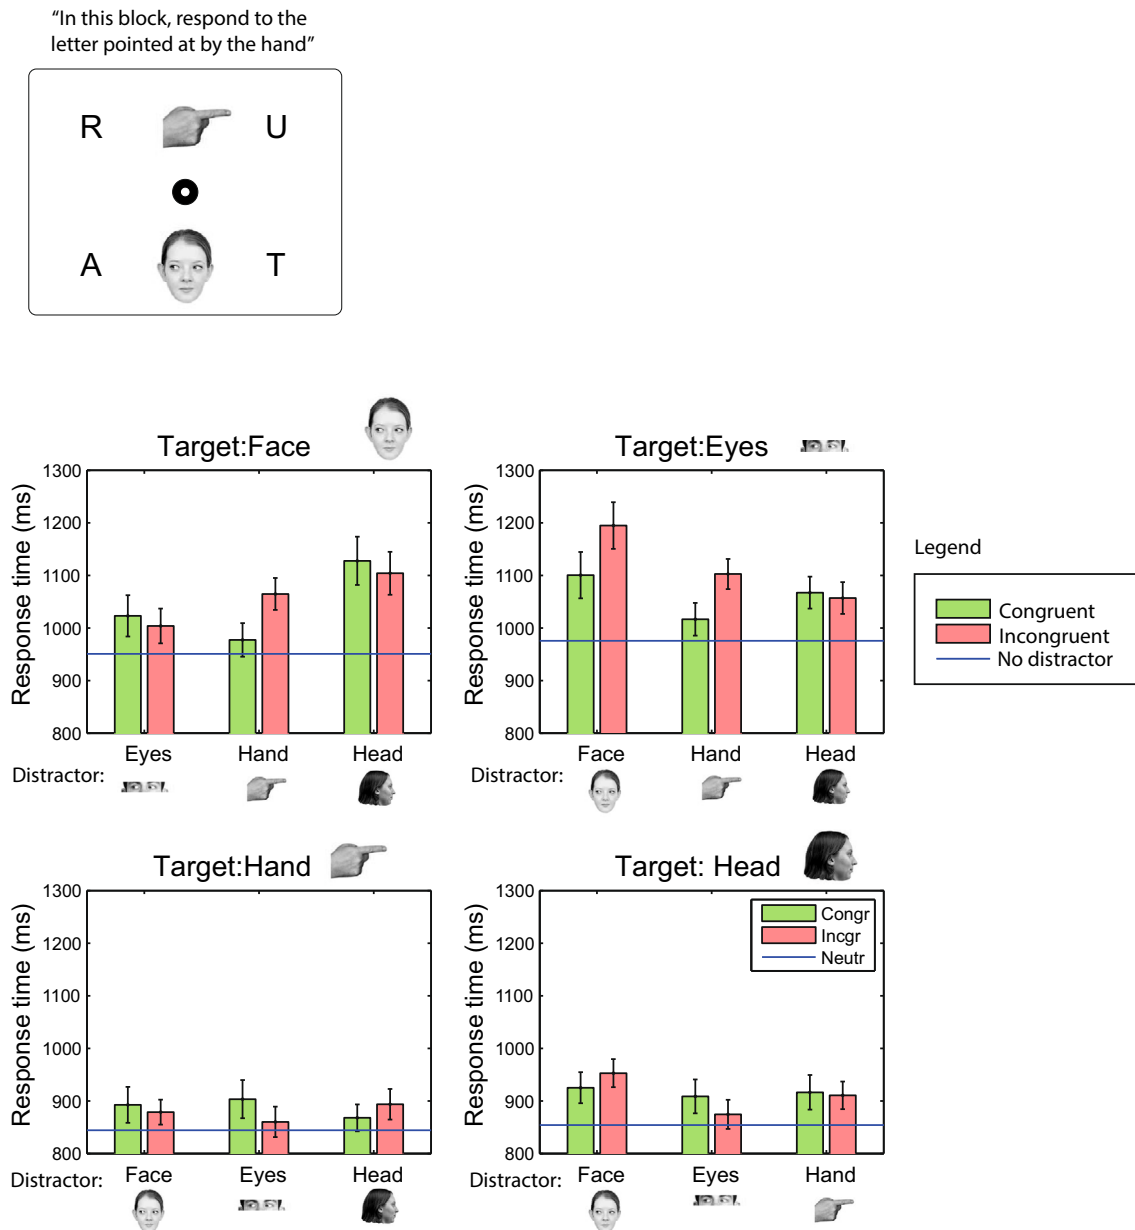 “In this block, respond to the
letter pointed at by the hand”
R U
A T
Target:Face
1300
1200
1100
1000
900
800
Response time (ms)
Eyes Hand Head
Distractor:
Target:Eyes
1300
1200
1100
1000
900
800
Response time (ms)
Face Hand Head
Distractor:
Legend
Congruent
Incongruent
No distractor
Target:Hand
1300
1200
1100
1000
900
800
Response time (ms)
Face Eyes Head
Distractor:
Target: Head
1300
1200
1100
1000
900
800
Response time (ms)
Congr
Incgr
Neutr
Face Eyes Hand
Distractor: